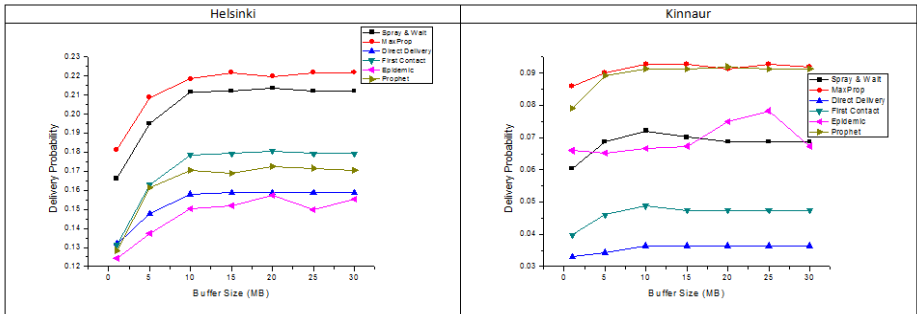 Helsinki
Kinnaur
Delivery Probability
0.23
0.22
0.21
0.20
0.19
0.18
0.17
0.16
0.15
0.14
0.13
0.12
0
5
10
15
20
25
30
Buffer Size (MB)
Spray & Wait
MaxProp
Direct Delivery
First Contact
Epidemic
Prophet
Delivery Probability
0.09
0.08
0.07
0.06
0.05
0.04
0.03
0
5
10
15
20
25
30
Buffer Size (MB)
Spray & Wait
MaxProp
Direct Delivery
First Contact
Epidemic
Prophet